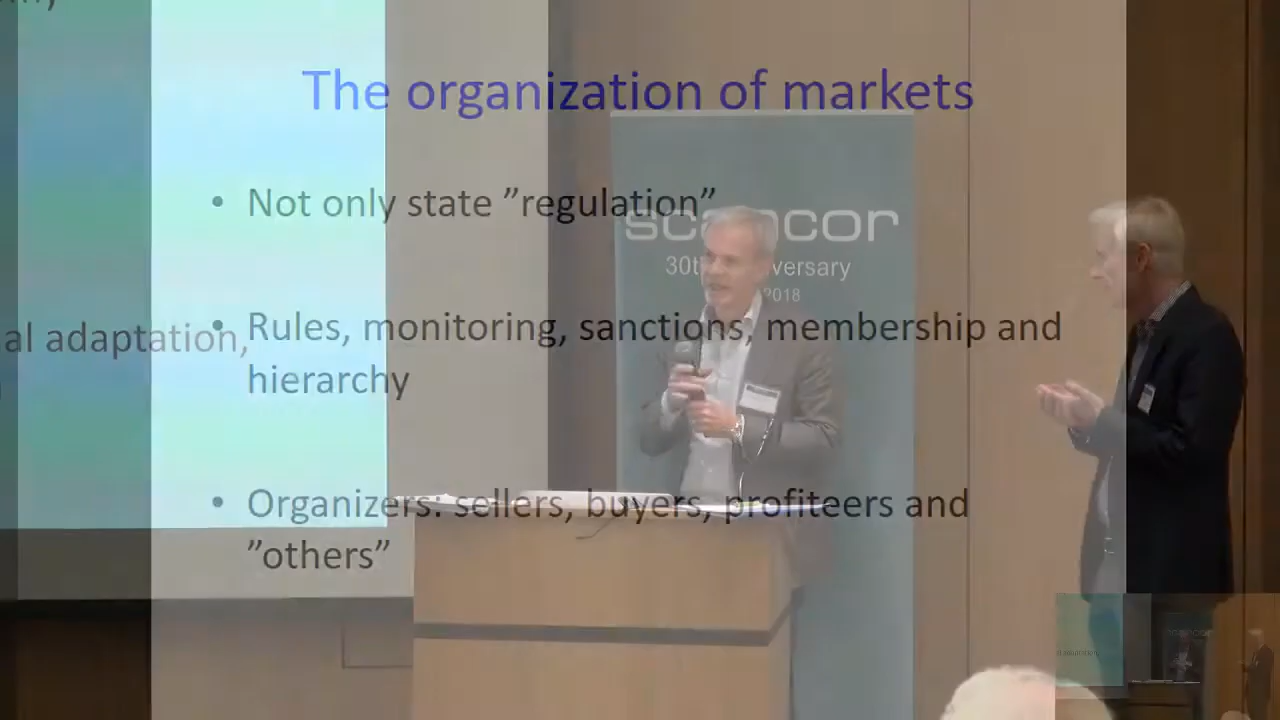 The organization of markets
• Not only state ”regulation”
scancor
30th anniversary
2018
al adaptation,
• Rules, monitoring, sanctions, membership and
hierarchy
• Organizers: sellers, buyers, profiteers and
”others”